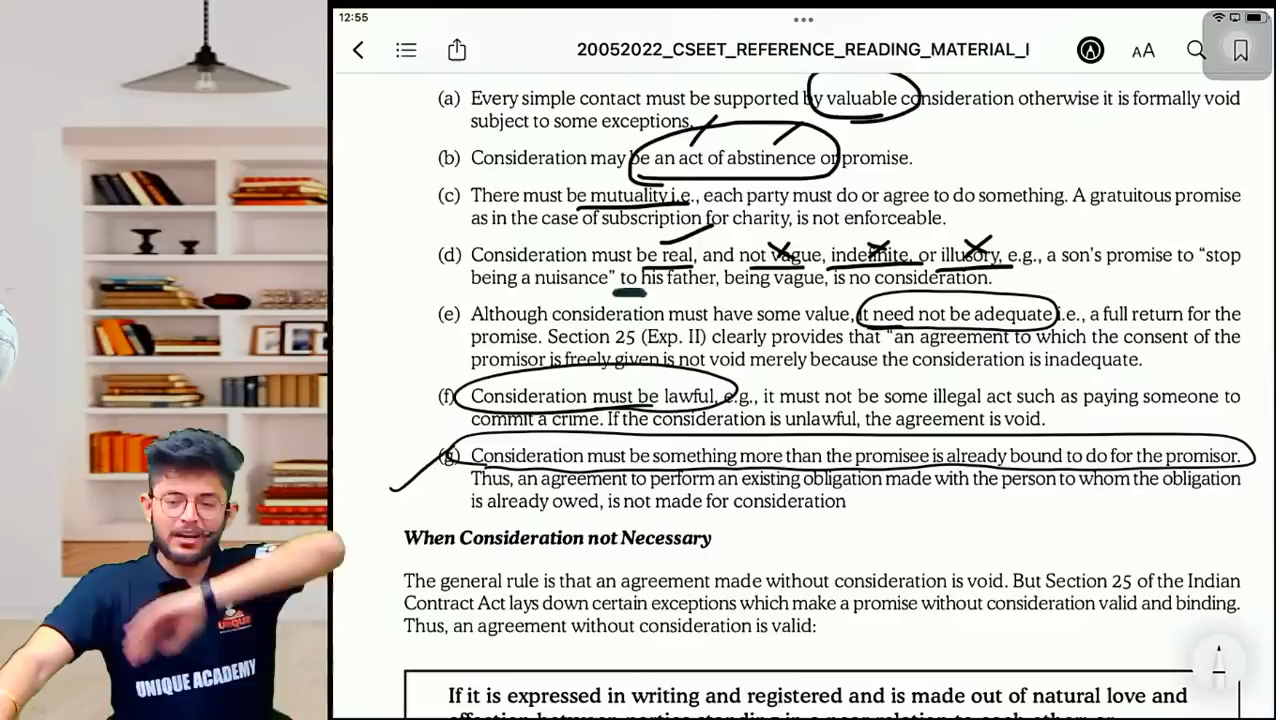 12:55
20052022_CSEET_REFERENCE_READING_MATERIAL_I
AA
(a) Every simple contact must be supported by valuable consideration otherwise it is formally void
subject to some exceptions.
(b) Consideration may be an act of abstinence or promise.
(c) There must be mutuality i.e., each party must do or agree to do something. A gratuitous promise
as in the case of subscription for charity, is not enforceable.
(d) Consideration must be real, and not vague, indefinite, or illusory, e.g., a son's promise to “stop
being a nuisance” to his father, being vague, is no consideration.
(e) Although consideration must have some value, it need not be adequate i.e., a full return for the
promise. Section 25 (Exp. II) clearly provides that “an agreement to which the consent of the
promisor is freely given is not void merely because the consideration is inadequate.
(f) Consideration must be lawful, e.g., it must not be some illegal act such as paying someone to
commit a crime. If the consideration is unlawful, the agreement is void.
(g) Consideration must be something more than the promisee is already bound to do for the promisor.
Thus, an agreement to perform an existing obligation made with the person to whom the obligation
is already owed, is not made for consideration
When Consideration not Necessary
The general rule is that an agreement made without consideration is void. But Section 25 of the Indian
Contract Act lays down certain exceptions which make a promise without consideration valid and binding.
Thus, an agreement without consideration is valid:
If it is expressed in writing and registered and is made out of natural love and
affection between parties standing in a near relation to each other; or
UNIQUE
UNIQUE ACADEMY